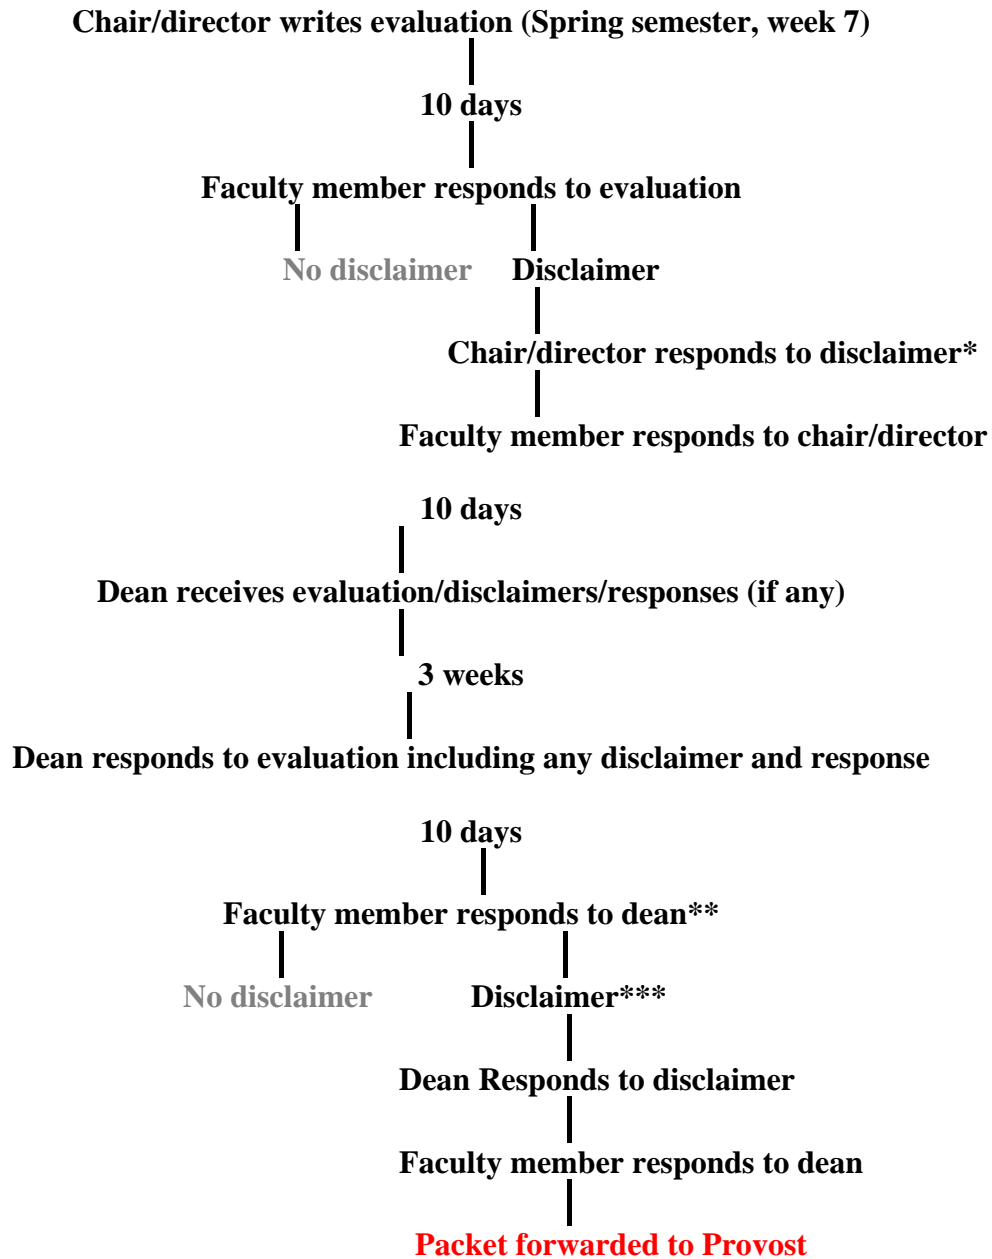 Chair/director writes evaluation (Spring semester, week 7)
10 days
Faculty member responds to evaluation
No disclaimer
Disclaimer
Chair/director responds to disclaimer*
Faculty member responds to chair/director
10 days
Dean receives evaluation/disclaimers/responses (if any)
3 weeks
Dean responds to evaluation including any disclaimer and response
10 days
Faculty member responds to dean**
No disclaimer
Disclaimer***
Dean Responds to disclaimer
Faculty member responds to dean
Packet forwarded to Provost